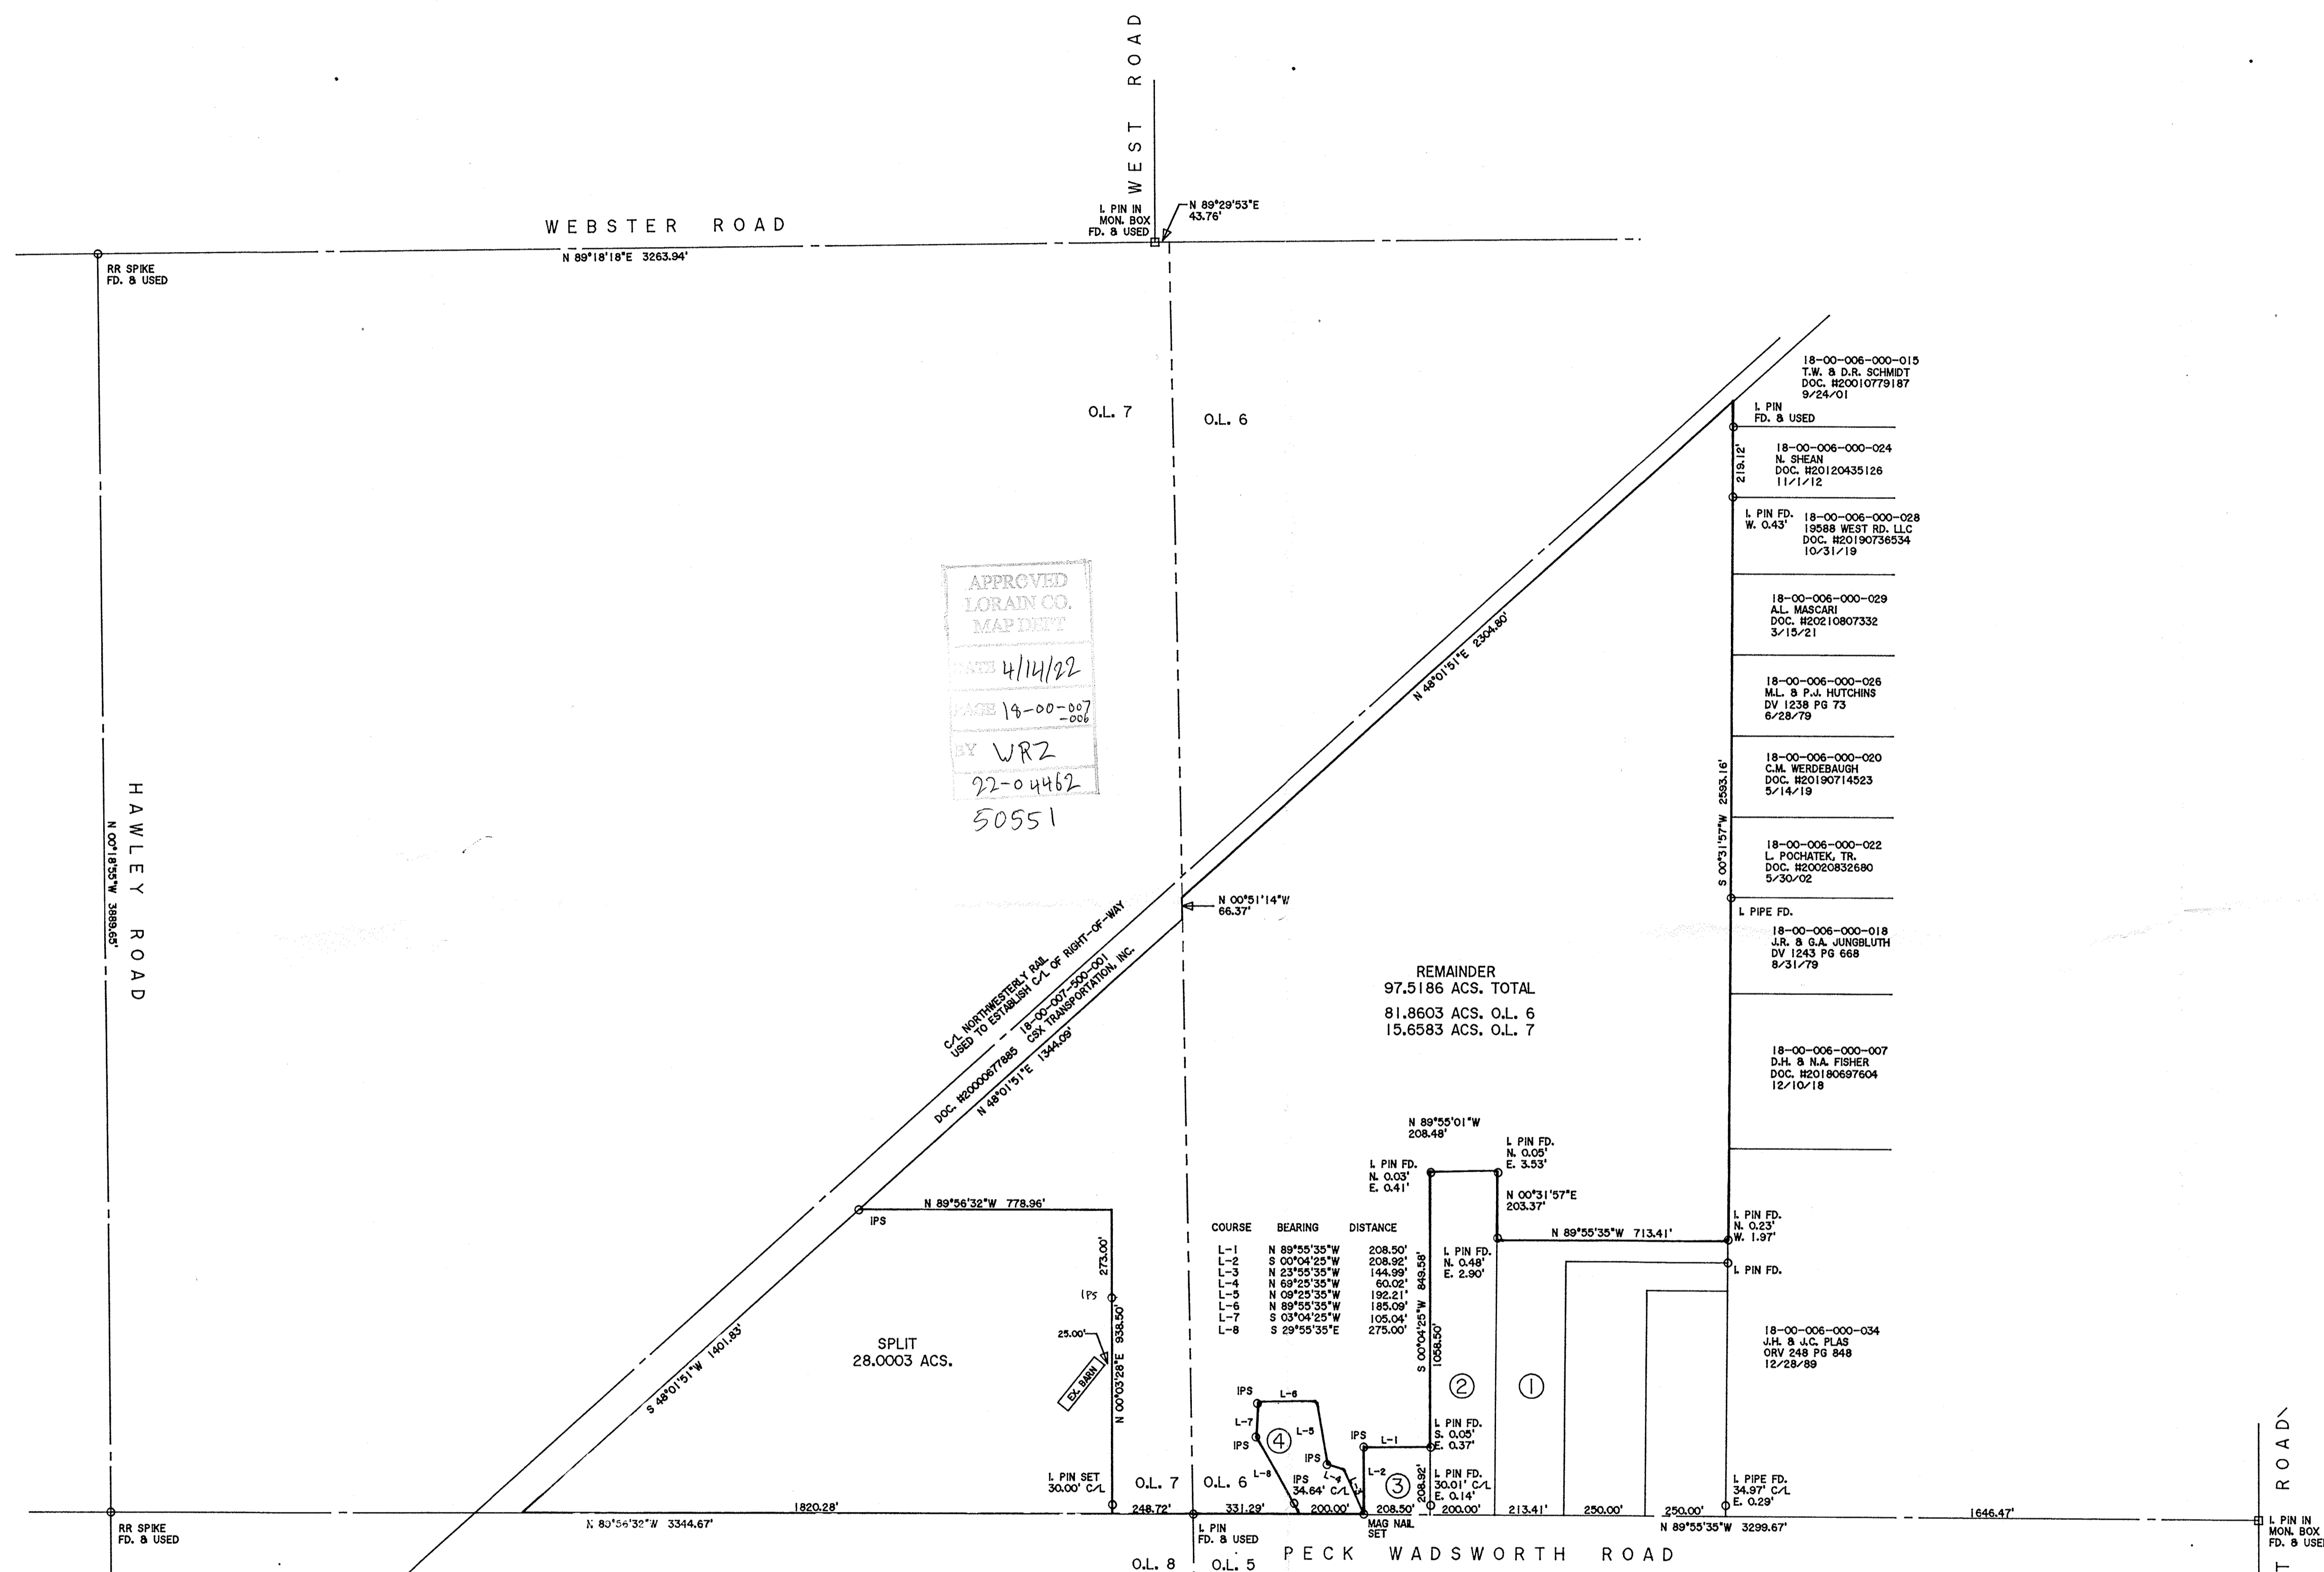 WEST ROAD
WEBSTER ROAD
I. PIN IN
MON. BOX
FD. & USED
N 89°29'53"E
43.76'
N 89°18'18"E 3263.94'
RR SPIKE
FD. & USED
O.L. 7
O.L. 6
18-00-006-000-015
T.W. & D.R. SCHMIDT
DOC. #20010779187
9/24/01
I. PIN
FD. & USED
219.12'
18-00-006-000-024
N. SHEAN
DOC. #20120435126
11/1/12
I. PIN FD.
W. 0.43'
18-00-006-000-028
19588 WEST RD. LLC
DOC. #20190736534
10/31/19
18-00-006-000-029
A.L. MASCARI
DOC. #20210807332
3/15/21
18-00-006-000-026
M.L. & P.J. HUTCHINS
DV 1238 PG 73
6/28/79
18-00-006-000-020
C.M. WERDEBAUGH
DOC. #20190714523
5/14/19
18-00-006-000-022
L. POCHATEK, TR.
DOC. #20020832680
5/30/02
S 00°31'57"W 2593.16'
I. PIPE FD.
18-00-006-000-018
J.R. & G.A. JUNGBLUTH
DV 1243 PG 668
8/31/79
18-00-006-000-007
D.H. & N.A. FISHER
DOC. #20180697604
12/10/18
APPROVED
LORAIN CO.
MAP DEPT
DATE 4/14/22
PAGE 18-00-007
-006
BY WRZ
22-04462
50551
HAWLEY ROAD
N 00°18'55"W 3889.65'
N 48°01'51"E 2304.80'
N 00°51'14"W
66.37'
C/L NORTHWESTERLY RAIL
USED TO ESTABLISH C/L OF RIGHT-OF-WAY
18-00-007-500-001
DOC. #20000677885 CSX TRANSPORTATION, INC.
N 48°01'51"E 1344.09'
REMAINDER
97.5186 ACS. TOTAL
81.8603 ACS. O.L. 6
15.6583 ACS. O.L. 7
N 89°55'01"W
208.48'
I. PIN FD.
N. 0.05'
E. 3.53'
I. PIN FD.
N. 0.03'
E. 0.41'
N 00°31'57"E
203.37'
N 89°55'35"W 713.41'
I. PIN FD.
N. 0.23'
W. 1.97'
I. PIN FD.
N. 0.48'
E. 2.90'
I. PIN FD.
N 89°56'32"W 778.96'
IPS
273.00'
IPS
25.00'
EX. BARN
N 00°03'28"E 938.50'
SPLIT
28.0003 ACS.
S 48°01'51"W 1401.83'
COURSE BEARING DISTANCE
L-1 N 89°55'35"W 208.50'
L-2 S 00°04'25"W 208.92'
L-3 N 23°55'35"W 144.99'
L-4 N 69°25'35"W 60.02'
L-5 N 09°25'35"W 192.21'
L-6 N 89°55'35"W 185.09'
L-7 S 03°04'25"W 105.04'
L-8 S 29°55'35"E 275.00'
S 00°04'25"W 849.58'
1058.50'
2
1
18-00-006-000-034
J.H. & J.C. PLAS
ORV 248 PG 848
12/28/89
IPS
L-6
L-7
4
L-5
IPS
L-8
IPS
L-4
IPS
34.64' C/L
IPS
L-1
L-2
3
208.92'
I. PIN FD.
S. 0.05'
E. 0.37'
I. PIN FD.
30.01' C/L
E. 0.14'
I. PIPE FD.
34.97' C/L
E. 0.29'
I. PIN SET
30.00' C/L
O.L. 7
O.L. 6
1820.28'
248.72'
331.29'
200.00'
208.50'
200.00'
213.41'
250.00'
250.00'
1646.47'
RR SPIKE
FD. & USED
N 89°56'32"W 3344.67'
I. PIN
FD. & USED
MAG NAIL
SET
N 89°55'35"W 3299.67'
I. PIN IN
MON. BOX
FD. & USED
PECK WADSWORTH ROAD
O.L. 8
O.L. 5
T ROAD